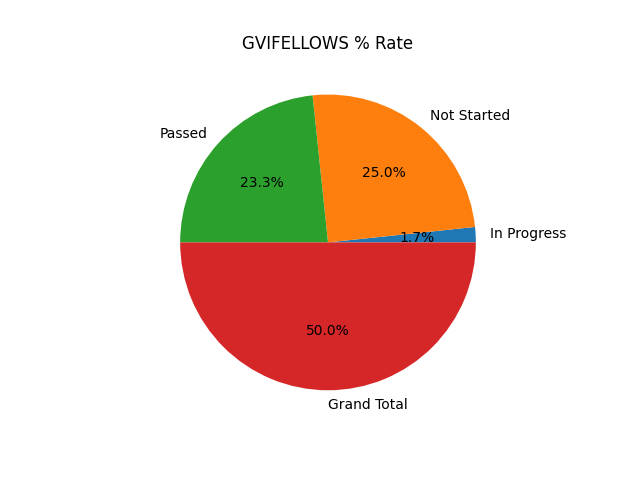 GVIFELLOWS % Rate
Not Started
Passed
25.0%
23.3%
In Progress
1.7%
50.0%
Grand Total